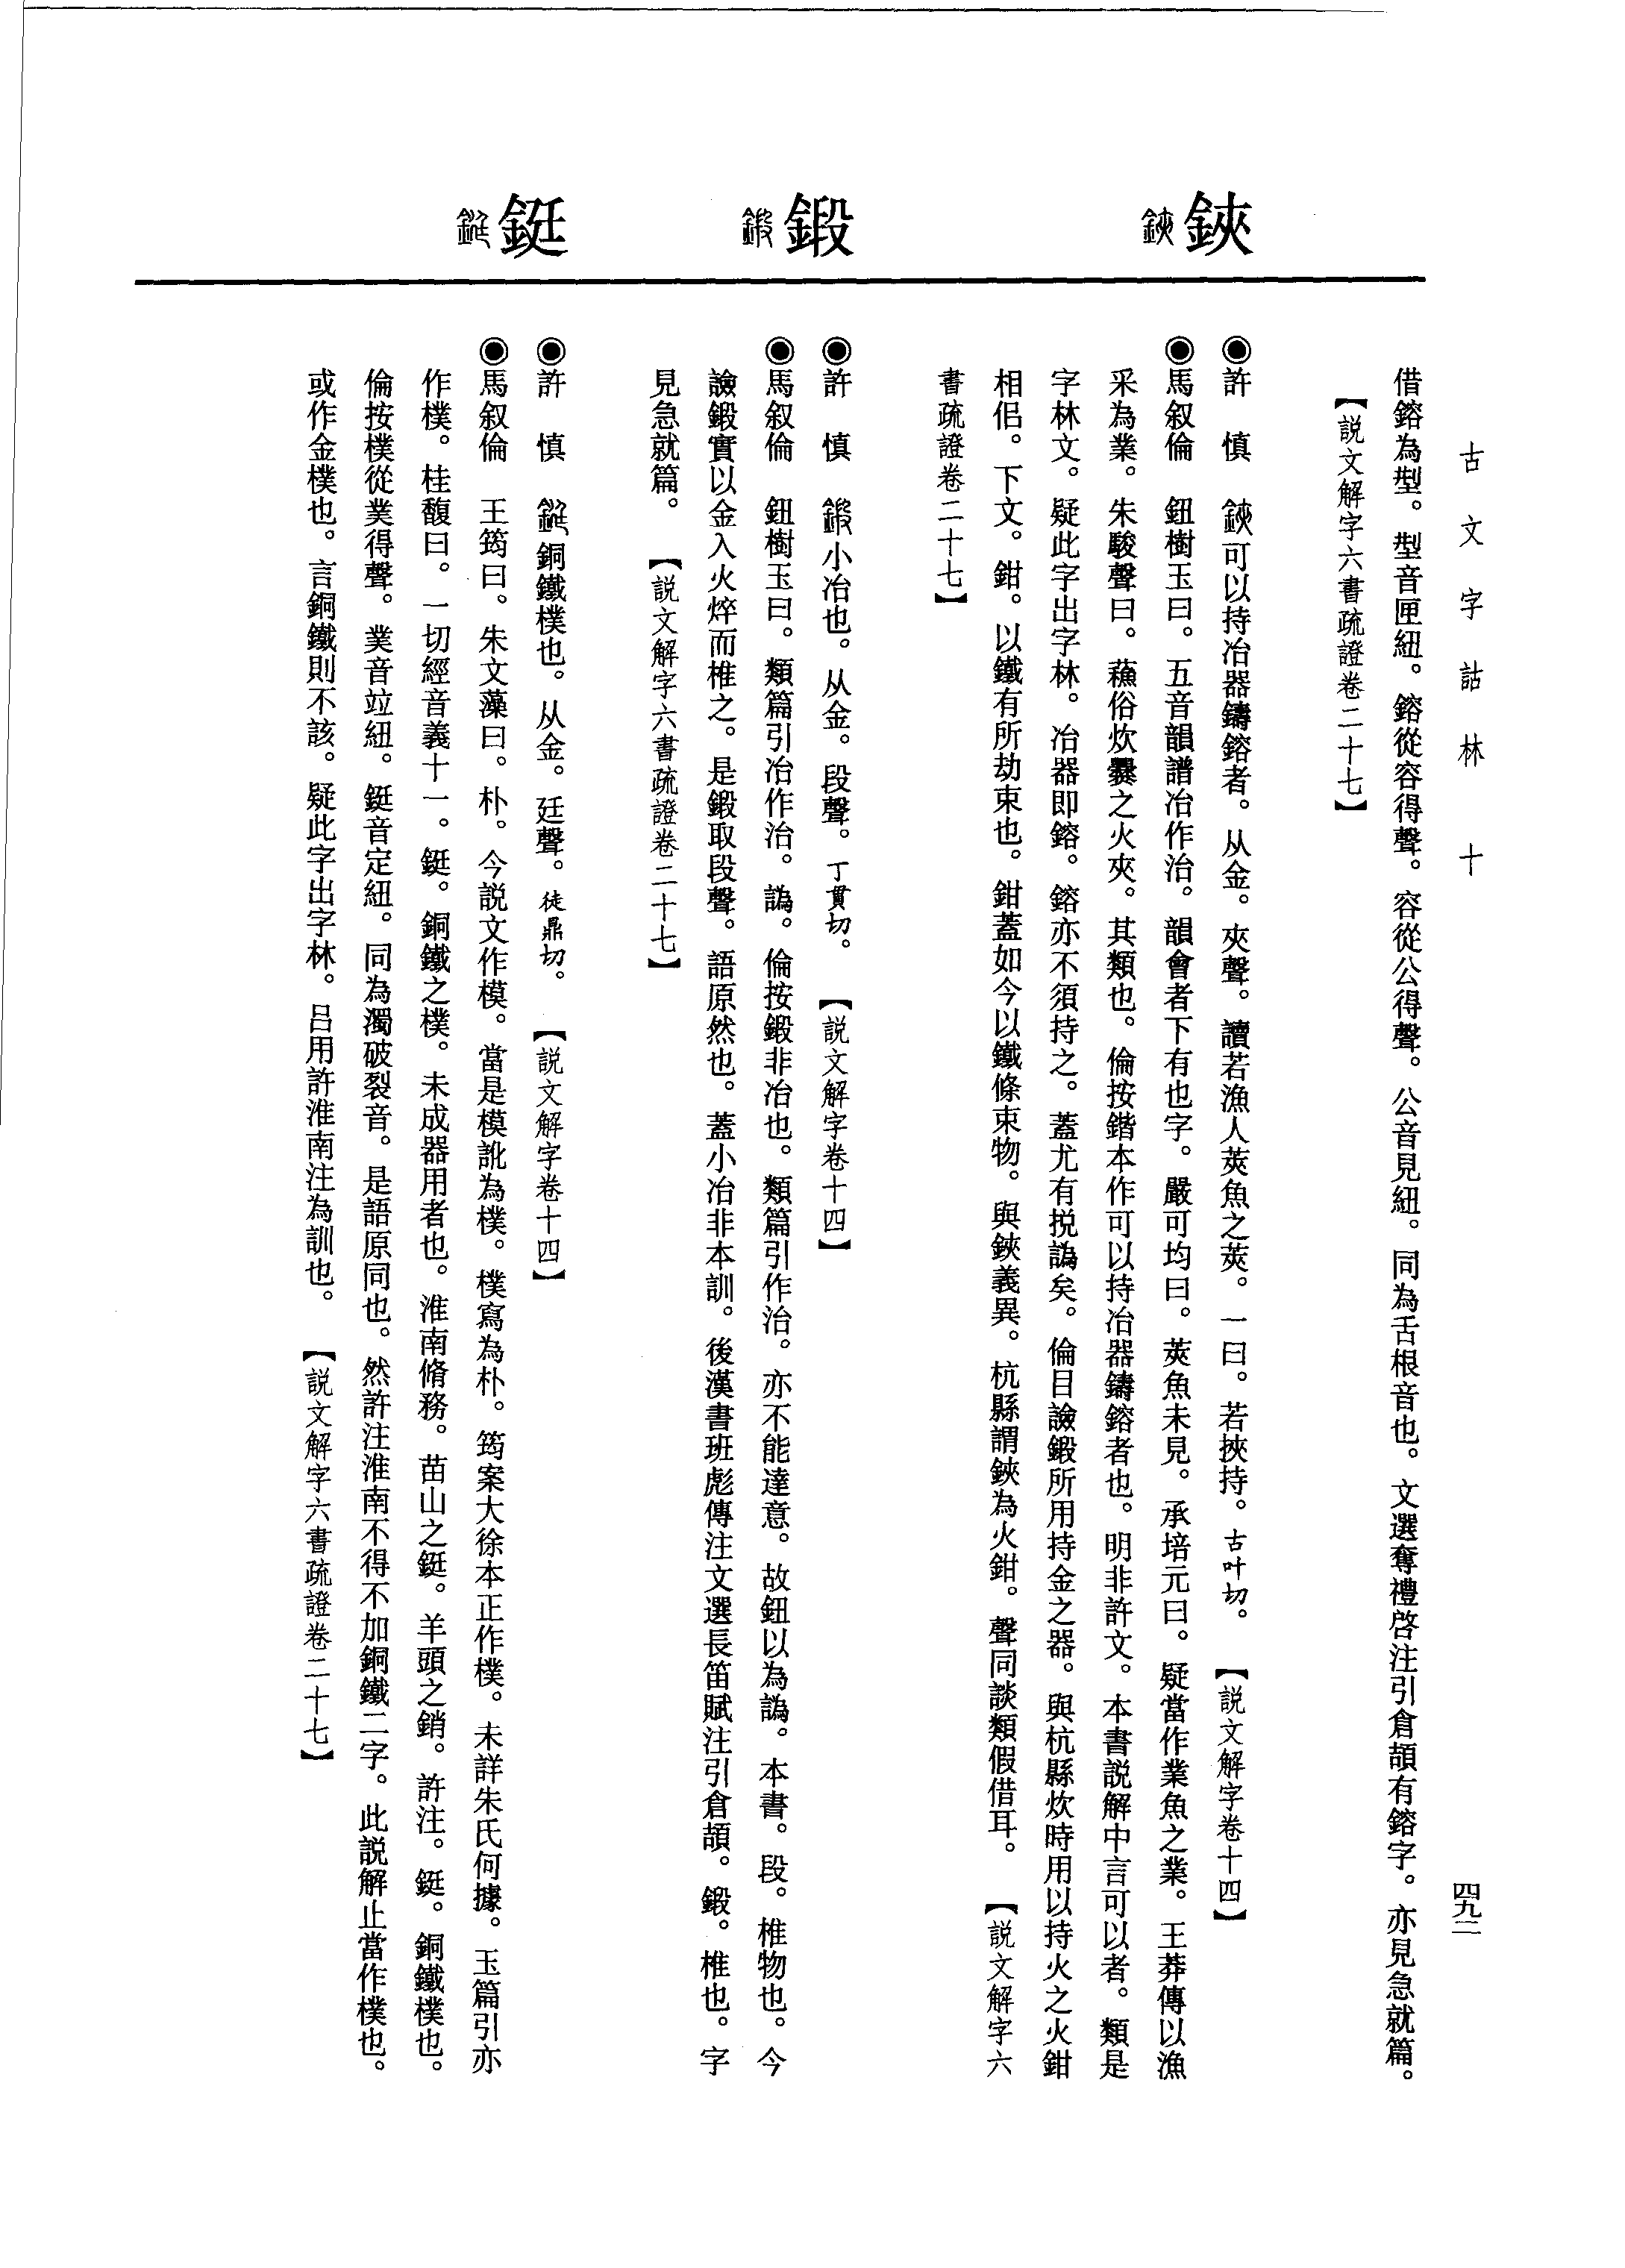 古文字詁林　十
四九二
借鎔為型。型音匣紐。鎔從容得聲。容從公得聲。公音見紐。同為舌根音也。文選奪禮啓注引倉頡有鎔字。亦見急就篇。
【説文解字六書疏證卷二十七】
鋏
◉許　慎　鋏可以持冶器鑄鎔者。从金。夾聲。讀若漁人莢魚之莢。一曰。若挾持。古叶切。【説文解字卷十四】
◉馬叙倫　鈕樹玉曰。五音韻譜冶作治。韻會者下有也字。嚴可均曰。莢魚未見。承培元曰。疑當作業魚之業。王莽傳以漁
采為業。朱駿聲曰。蘓俗炊爨之火夾。其類也。倫按鍇本作可以持冶器鑄鎔者也。明非許文。本書説解中言可以者。類是
字林文。疑此字出字林。冶器即鎔。鎔亦不須持之。蓋尤有挩譌矣。倫目譣鍛所用持金之器。與杭縣炊時用以持火之火鉗
相佀。下文。鉗。以鐵有所劫束也。鉗蓋如今以鐵條束物。與鋏義異。杭縣謂鋏為火鉗。聲同談類假借耳。【説文解字六
書疏證卷二十七】
鍛
◉許　慎　鍛小冶也。从金。段聲。丁貫切。【説文解字卷十四】
◉馬叙倫　鈕樹玉曰。類篇引冶作治。譌。倫按鍛非冶也。類篇引作治。亦不能達意。故鈕以為譌。本書。段。椎物也。今
譣鍛實以金入火焠而椎之。是鍛取段聲。語原然也。蓋小冶非本訓。後漢書班彪傳注文選長笛賦注引倉頡。鍛。椎也。字
見急就篇。【説文解字六書疏證卷二十七】
鋌
◉許　慎　鋌銅鐵樸也。从金。廷聲。徒鼎切。【説文解字卷十四】
◉馬叙倫　王筠曰。朱文藻曰。朴。今説文作模。當是模訛為樸。樸寫為朴。筠案大徐本正作樸。未詳朱氏何據。玉篇引亦
作樸。桂馥曰。一切經音義十一。鋌。銅鐵之樸。未成器用者也。淮南脩務。苗山之鋌。羊頭之銷。許注。鋌。銅鐵樸也。
倫按樸從菐得聲。菐音竝紐。鋌音定紐。同為濁破裂音。是語原同也。然許注淮南不得不加銅鐵二字。此説解止當作樸也。
或作金樸也。言銅鐵則不該。疑此字出字林。呂用許淮南注為訓也。【説文解字六書疏證卷二十七】